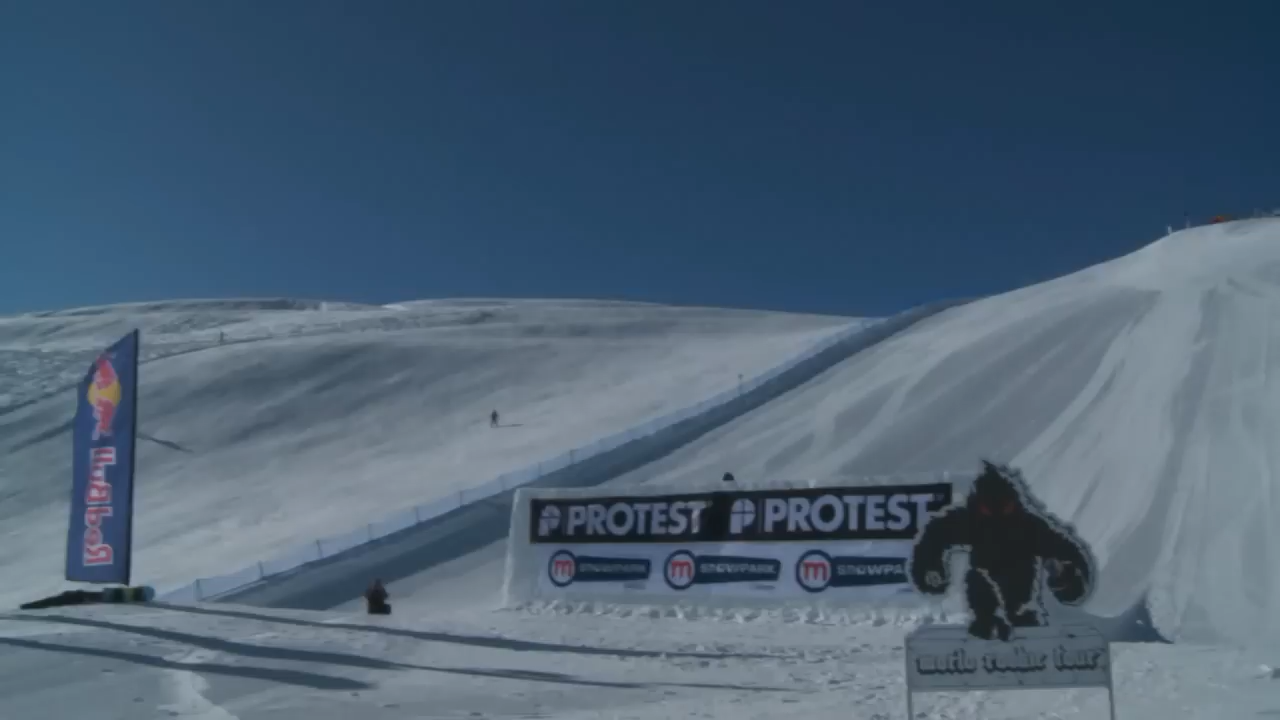 Red Bull
PROTEST PROTEST
m SNOWPARK m SNOWPARK m SNOWPA
world rookie tour